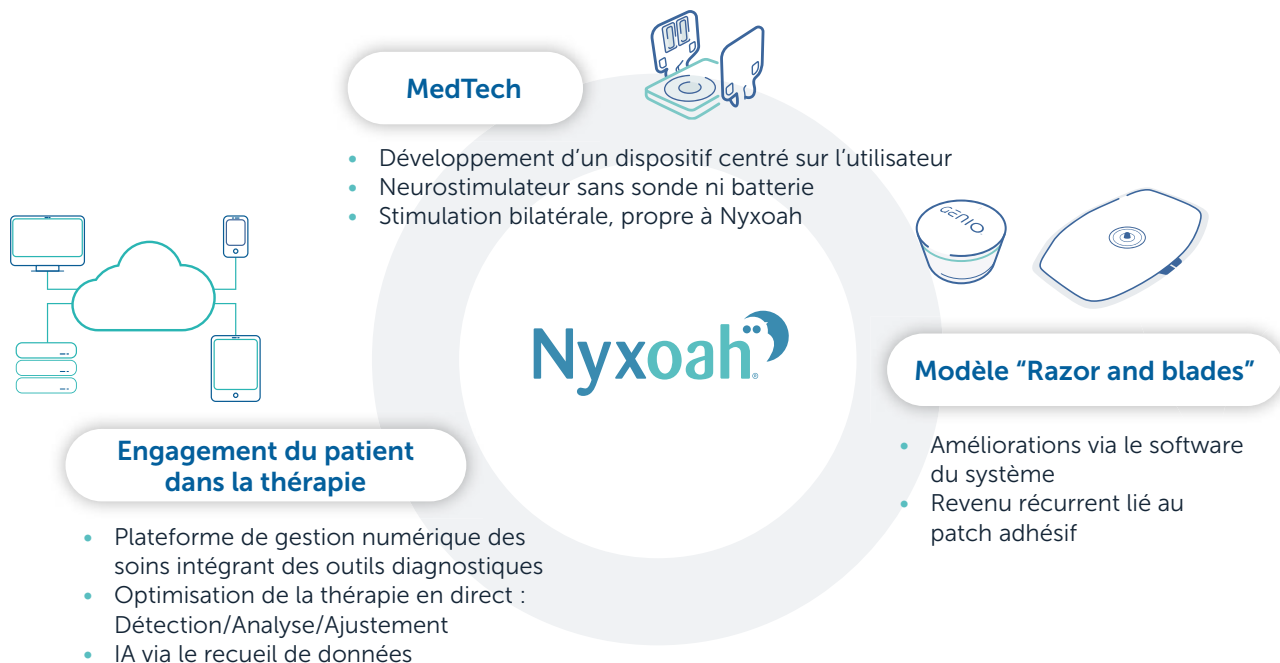 MedTech
• Développement d’un dispositif centré sur l’utilisateur
• Neurostimulateur sans sonde ni batterie
• Stimulation bilatérale, propre à Nyxoah
GENIO
Nyxoah®
Modèle “Razor and blades”
• Améliorations via le software
du système
• Revenu récurrent lié au
patch adhésif
Engagement du patient
dans la thérapie
• Plateforme de gestion numérique des
soins intégrant des outils diagnostiques
• Optimisation de la thérapie en direct :
Détection/Analyse/Ajustement
• IA via le recueil de données